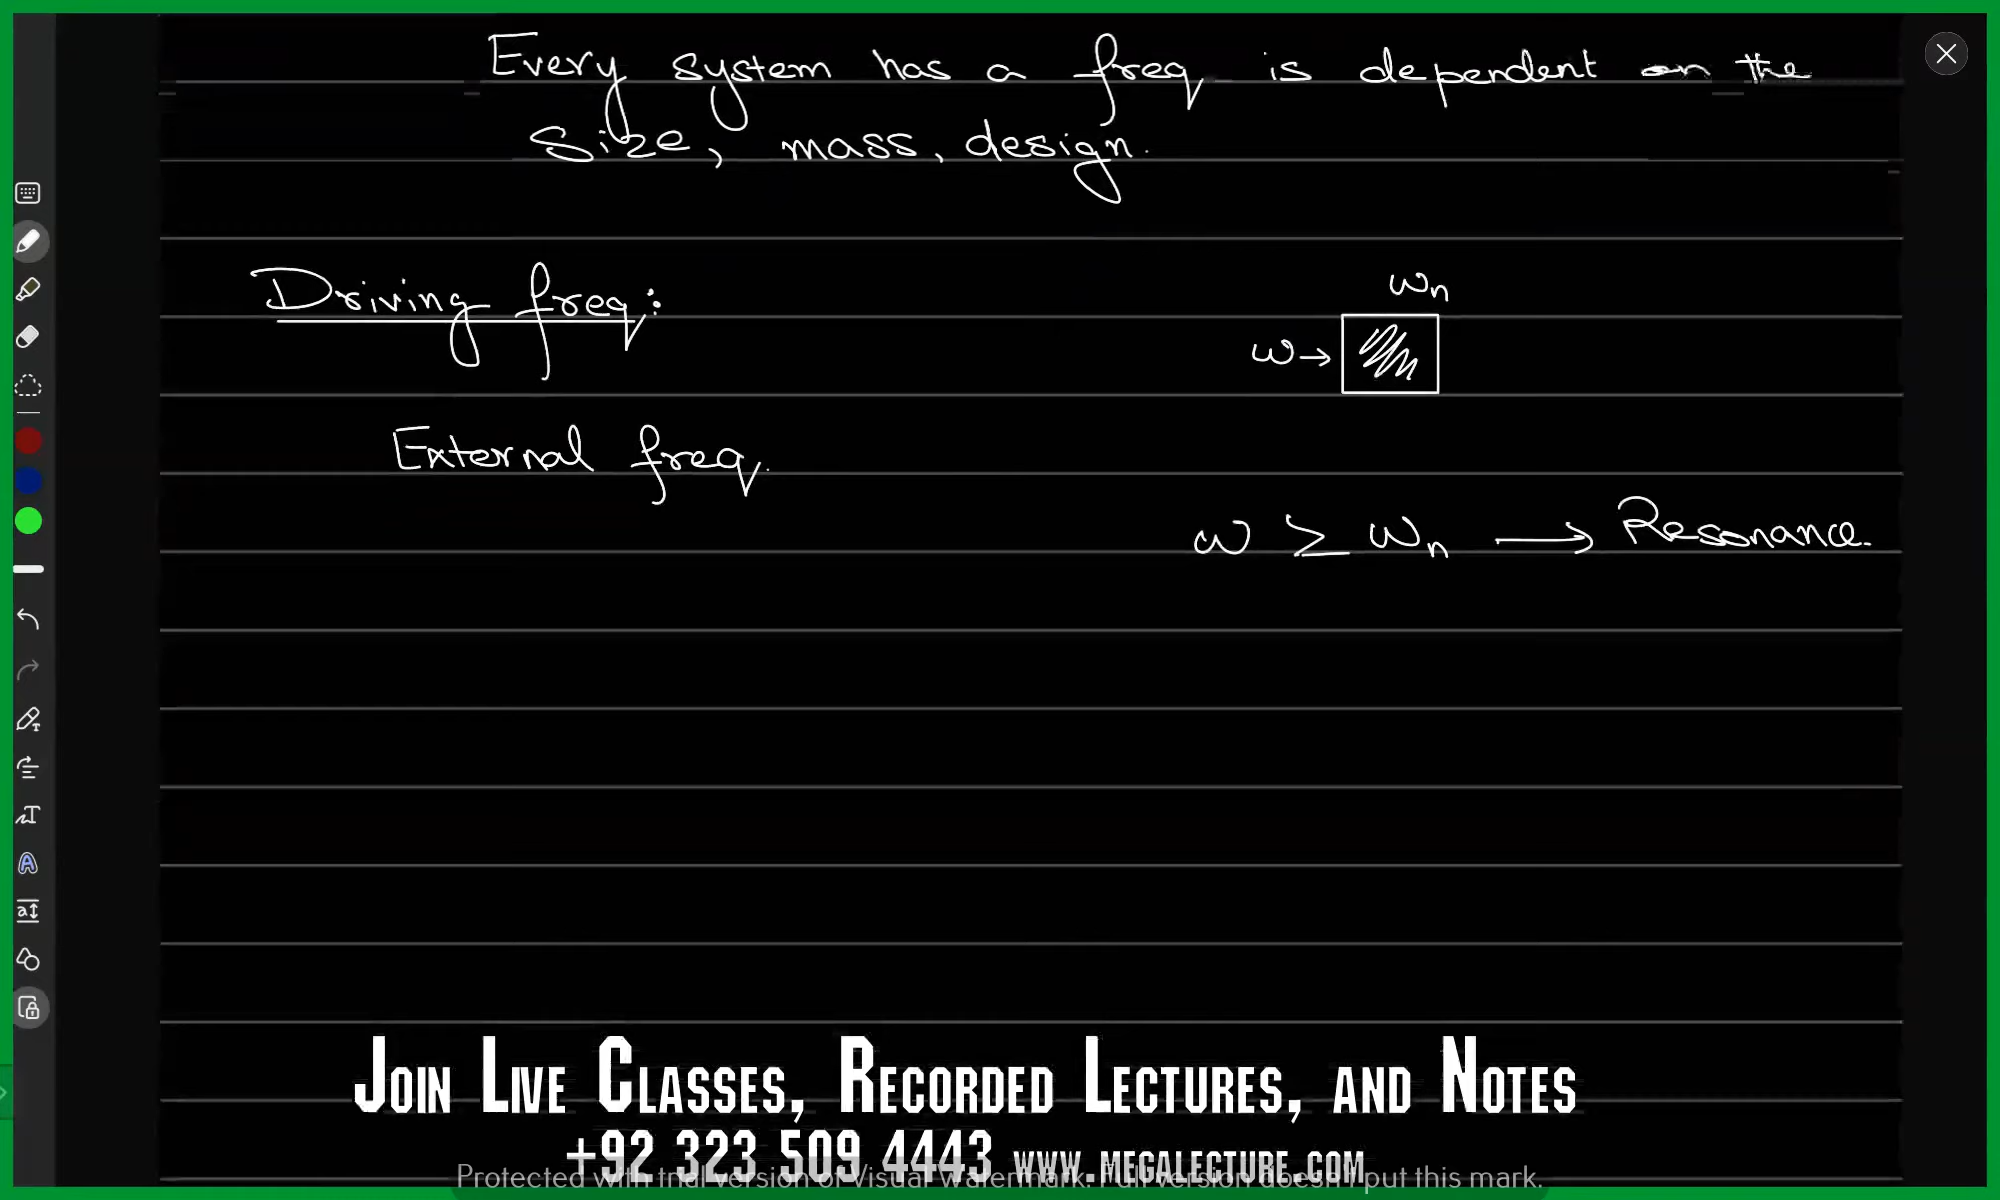 Every system has a freq is dependent on the
size, mass, design.
Driving freq:
ωn
ω→
External freq.
ω ≥ ωn → Resonance.
JOIN LIVE CLASSES, RECORDED LECTURES, AND NOTES
+92 323 509 4443 WWW.MEGALECTURE.COM
Protected with trial version of Visual Watermark. Full version doesn't put this mark.